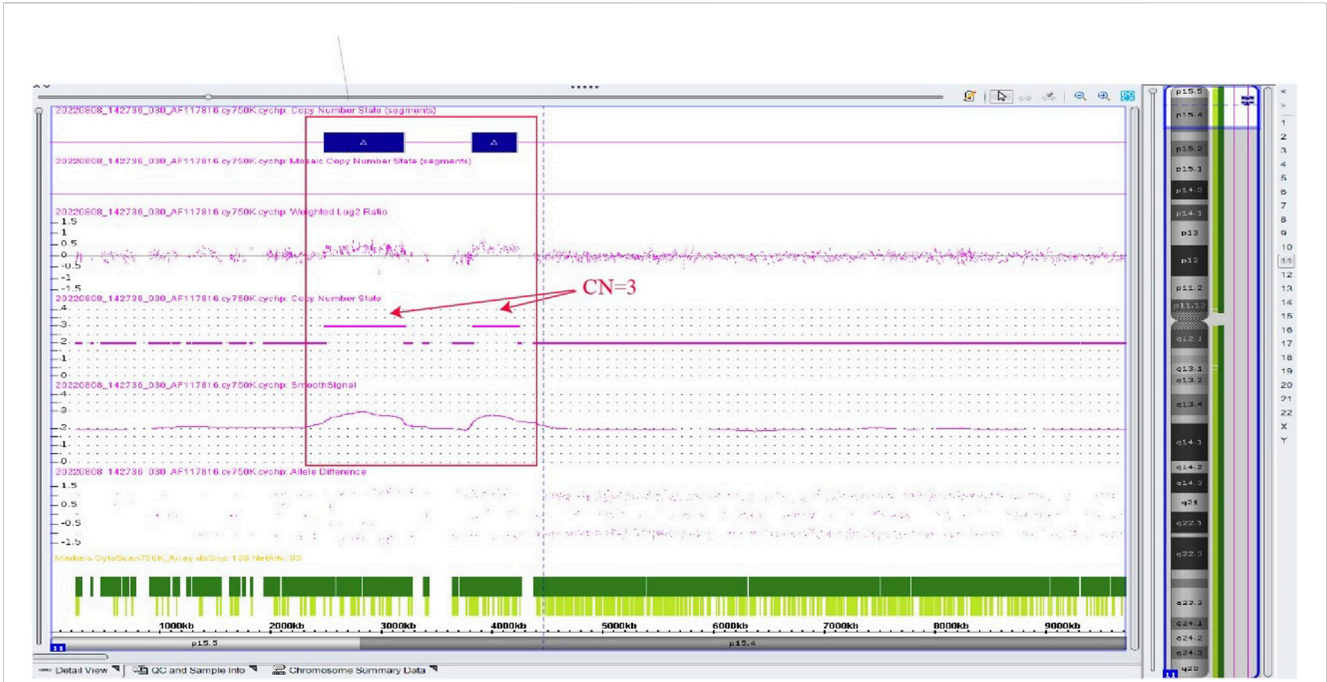 20220808_142736_030_AF117816.cy750K.cychp: Copy Number State (segments)
20220808_142736_030_AF117816.cy750K.cychp: Mosaic Copy Number State (segments)
20220808_142736_030_AF117816.cy750K.cychp: Weighted Log2 Ratio
1.5
1
0.5
0
-0.5
-1
-1.5
CN=3
20220808_142736_030_AF117816.cy750K.cychp: Copy Number State
4
3
2
1
0
20220808_142736_030_AF117816.cy750K.cychp: SmoothSignal
4
3
2
1
0
20220808_142736_030_AF117816.cy750K.cychp: Allele Difference
1.5
0.5
-0.5
-1.5
1000kb 2000kb 3000kb 4000kb 5000kb 6000kb 7000kb 8000kb 9000kb
11 p15.5 p15.4
Detail View QC and Sample Info Chromosome Summary Data
p15.5
p15.4
p15.2
p15.1
p14.3
p14.1
p13
p12
p11.2
p11.12
q12.1
q13.1
q13.2
q13.4
q14.1
q14.2
q14.3
q21
q22.1
q22.3
q23.3
q24.1
q24.2
q24.3
q25
11
<
>
1
2
3
4
5
6
7
8
9
10
11
12
13
14
15
16
17
18
19
20
21
22
X
Y